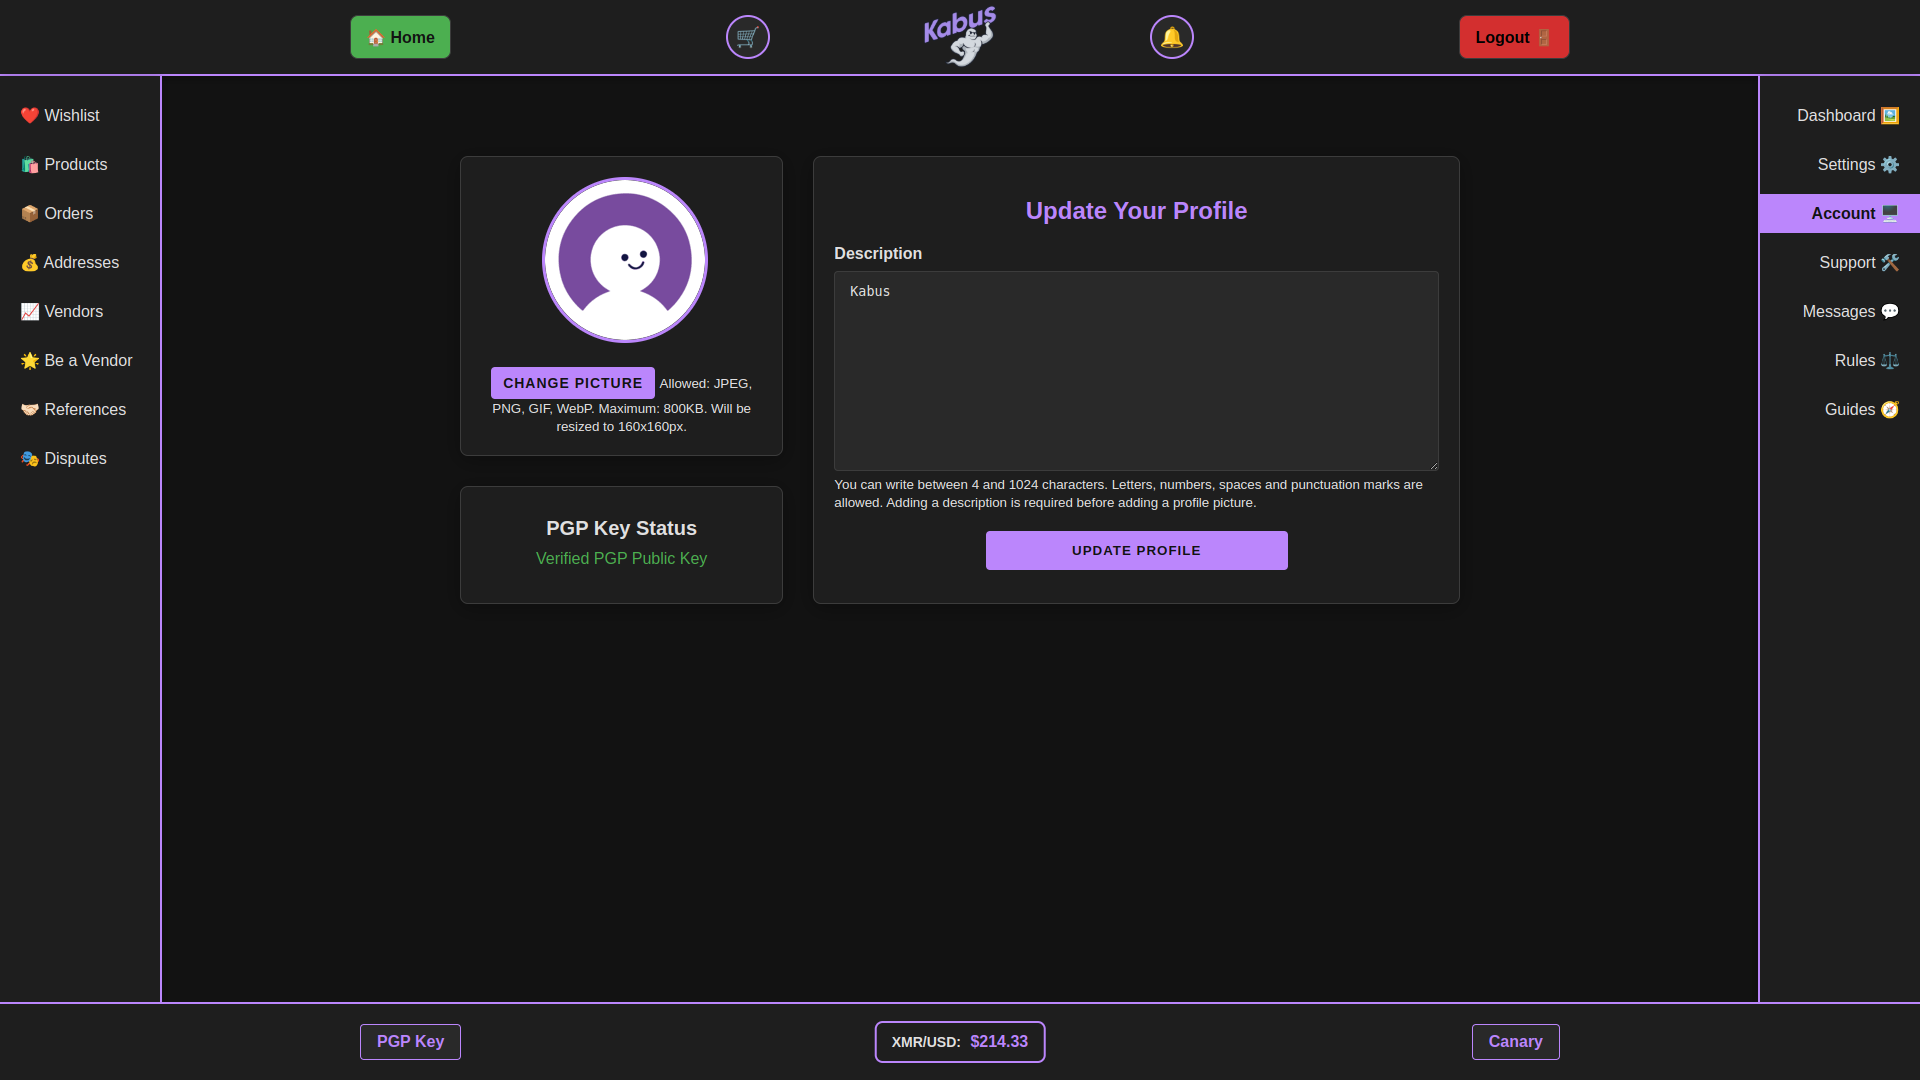 🏠 Home
Kabus
Logout
Wishlist
Products
Orders
Addresses
Vendors
Be a Vendor
References
Disputes
CHANGE PICTURE Allowed: JPEG,
PNG, GIF, WebP. Maximum: 800KB. Will be
resized to 160x160px.
PGP Key Status
Verified PGP Public Key
Update Your Profile
Description
Kabus
You can write between 4 and 1024 characters. Letters, numbers, spaces and punctuation marks are
allowed. Adding a description is required before adding a profile picture.
UPDATE PROFILE
Dashboard
Settings
Account
Support
Messages
Rules
Guides
PGP Key
XMR/USD: $214.33
Canary